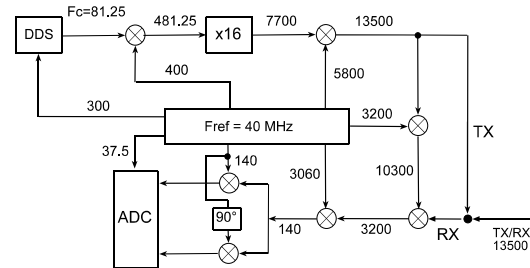 Fc=81.25
DDS
481.25
x16
7700
13500
400
5800
300
3200
Fref = 40 MHz
37.5
140
3060
TX
10300
ADC
90°
140
3200
RX
TX/RX
13500